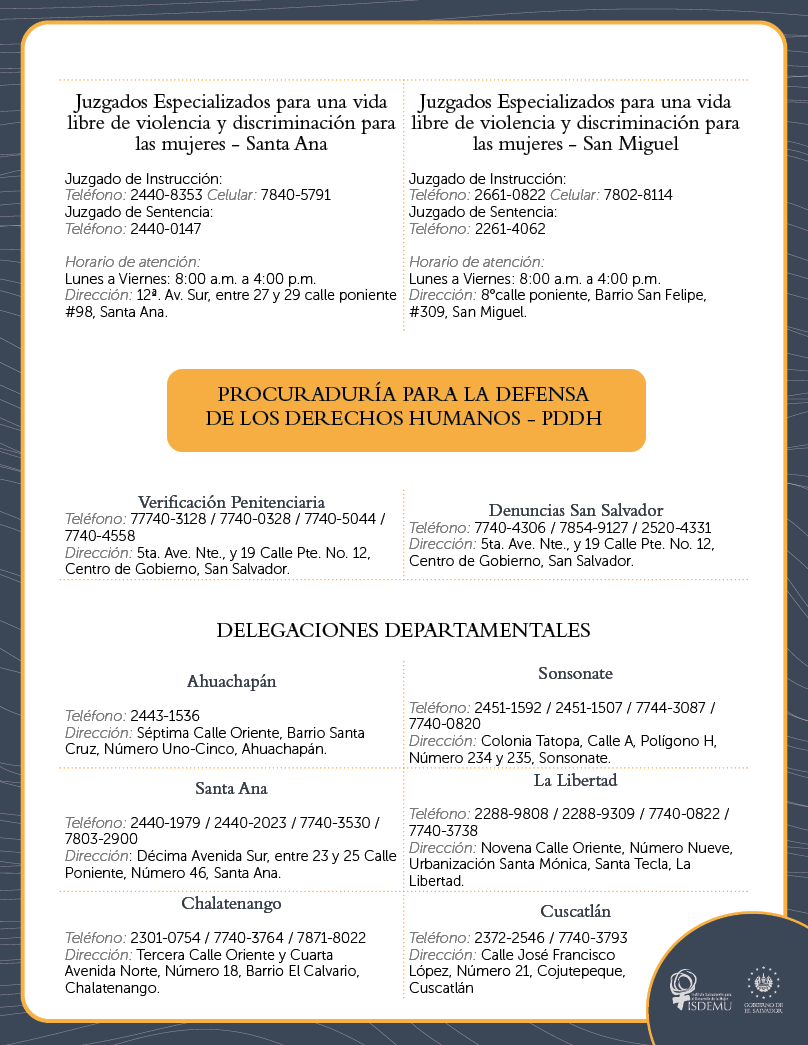 Juzgados Especializados para una vida
libre de violencia y discriminación para
las mujeres - Santa Ana
Juzgado de Instrucción:
Teléfono: 2440-8353 Celular: 7840-5791
Juzgado de Sentencia:
Teléfono: 2440-0147
Horario de atención:
Lunes a Viernes: 8:00 a.m. a 4:00 p.m.
Dirección: 12ª. Av. Sur, entre 27 y 29 calle poniente
#98, Santa Ana.
Juzgados Especializados para una vida
libre de violencia y discriminación para
las mujeres - San Miguel
Juzgado de Instrucción:
Teléfono: 2661-0822 Celular: 7802-8114
Juzgado de Sentencia:
Teléfono: 2261-4062
Horario de atención:
Lunes a Viernes: 8:00 a.m. a 4:00 p.m.
Dirección: 8°calle poniente, Barrio San Felipe,
#309, San Miguel.
PROCURADURÍA PARA LA DEFENSA
DE LOS DERECHOS HUMANOS - PDDH
Verificación Penitenciaria
Teléfono: 77740-3128 / 7740-0328 / 7740-5044 /
7740-4558
Dirección: 5ta. Ave. Nte., y 19 Calle Pte. No. 12,
Centro de Gobierno, San Salvador.
Denuncias San Salvador
Teléfono: 7740-4306 / 7854-9127 / 2520-4331
Dirección: 5ta. Ave. Nte., y 19 Calle Pte. No. 12,
Centro de Gobierno, San Salvador.
DELEGACIONES DEPARTAMENTALES
Ahuachapán
Teléfono: 2443-1536
Dirección: Séptima Calle Oriente, Barrio Santa
Cruz, Número Uno-Cinco, Ahuachapán.
Sonsonate
Teléfono: 2451-1592 / 2451-1507 / 7744-3087 /
7740-0820
Dirección: Colonia Tatopa, Calle A, Polígono H,
Número 234 y 235, Sonsonate.
Santa Ana
Teléfono: 2440-1979 / 2440-2023 / 7740-3530 /
7803-2900
Dirección: Décima Avenida Sur, entre 23 y 25 Calle
Poniente, Número 46, Santa Ana.
La Libertad
Teléfono: 2288-9808 / 2288-9309 / 7740-0822 /
7740-3738
Dirección: Novena Calle Oriente, Número Nueve,
Urbanización Santa Mónica, Santa Tecla, La
Libertad.
Chalatenango
Teléfono: 2301-0754 / 7740-3764 / 7871-8022
Dirección: Tercera Calle Oriente y Cuarta
Avenida Norte, Número 18, Barrio El Calvario,
Chalatenango.
Cuscatlán
Teléfono: 2372-2546 / 7740-3793
Dirección: Calle José Francisco
López, Número 21, Cojutepeque,
Cuscatlán
Instituto Salvadoreño para
el Desarrollo de la Mujer
ISDEMU
GOBIERNO DE
EL SALVADOR